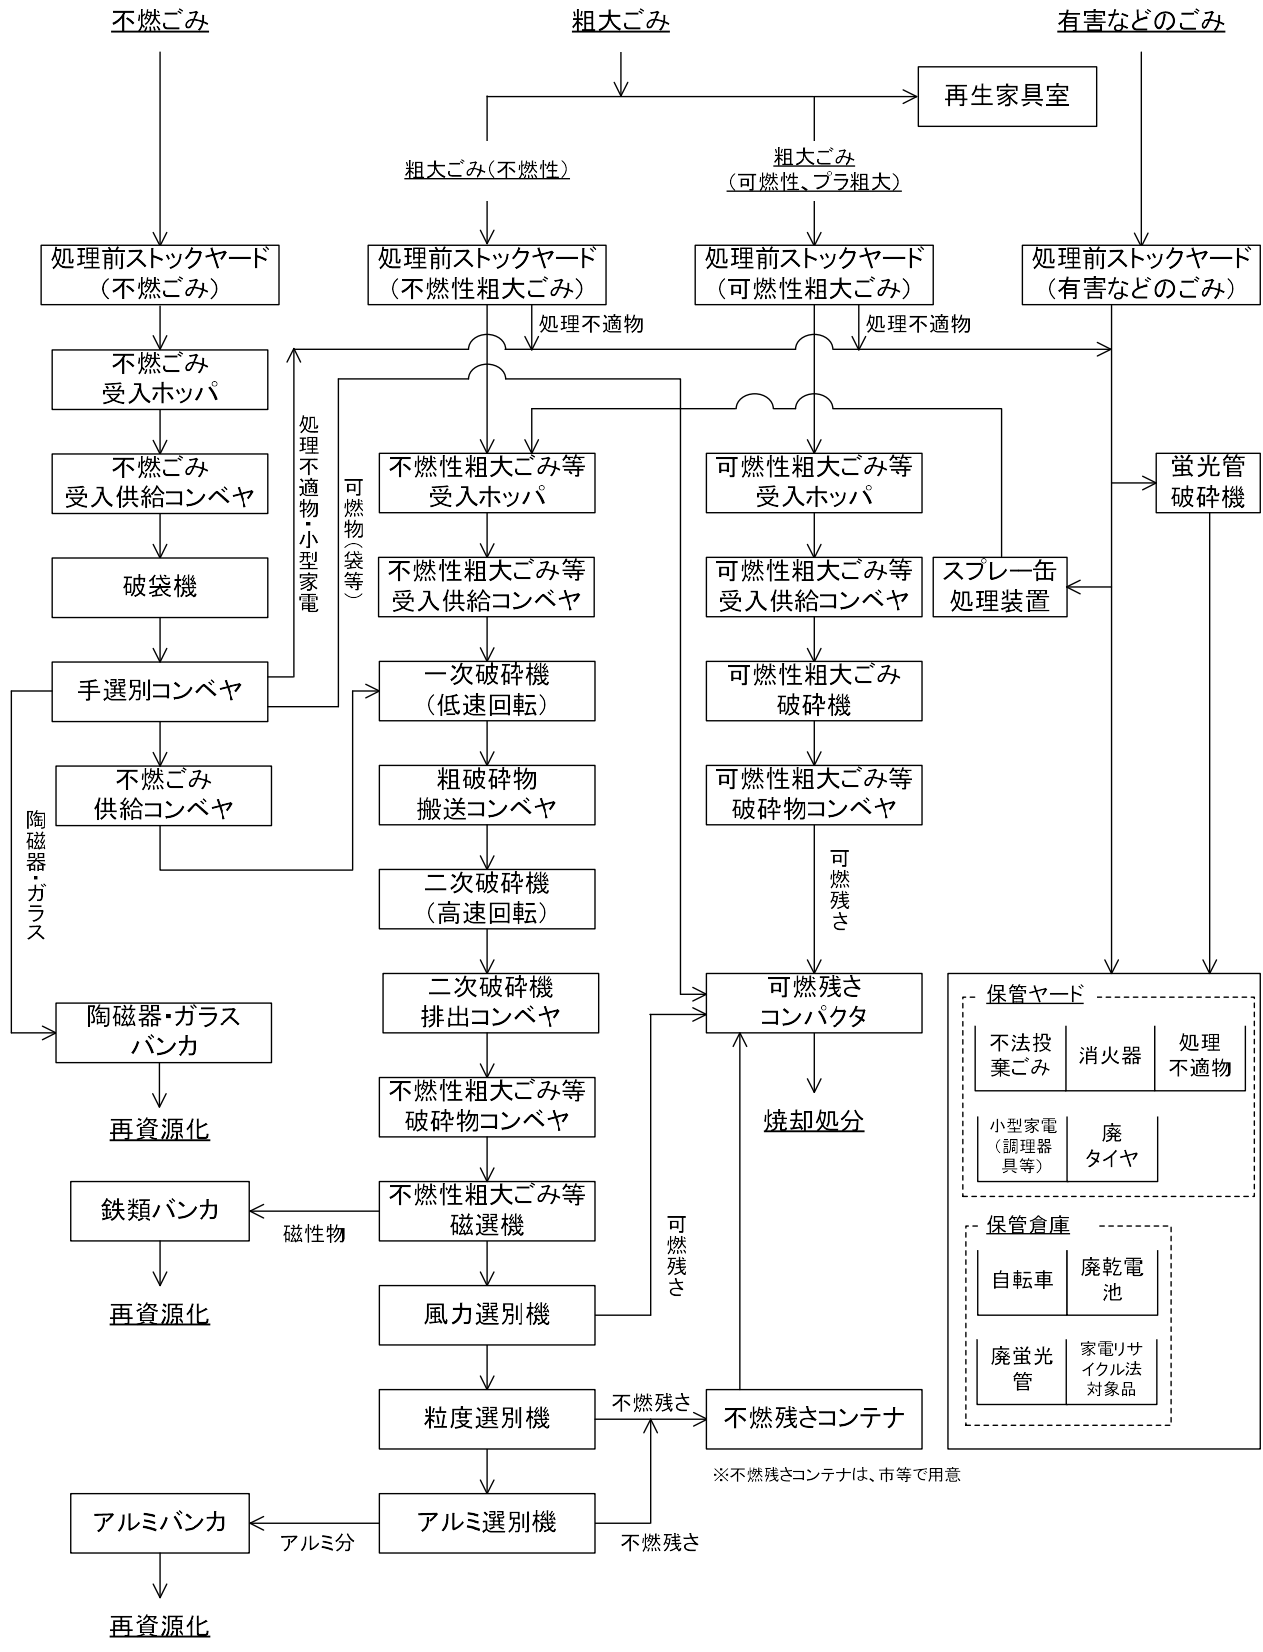 不燃ごみ
粗大ごみ
有害などのごみ
再生家具室
粗大ごみ（不燃性）
粗大ごみ
（可燃性、プラ粗大）
処理前ストックヤード
（不燃ごみ）
処理前ストックヤード
（不燃性粗大ごみ）
処理前ストックヤード
（可燃性粗大ごみ）
処理前ストックヤード
（有害などのごみ）
処理不適物
処理不適物
不燃ごみ
受入ホッパ
処理不適物・小型家電
可燃物（袋等）
不燃ごみ
受入供給コンベヤ
不燃性粗大ごみ等
受入ホッパ
可燃性粗大ごみ等
受入ホッパ
蛍光管
破砕機
破袋機
不燃性粗大ごみ等
受入供給コンベヤ
可燃性粗大ごみ等
受入供給コンベヤ
スプレー缶
処理装置
手選別コンベヤ
一次破砕機
（低速回転）
可燃性粗大ごみ
破砕機
不燃ごみ
供給コンベヤ
粗破砕物
搬送コンベヤ
可燃性粗大ごみ等
破砕物コンベヤ
陶磁器・ガラス
可燃残さ
二次破砕機
（高速回転）
二次破砕機
排出コンベヤ
可燃残さ
コンパクタ
陶磁器・ガラス
バンカ
再資源化
不燃性粗大ごみ等
破砕物コンベヤ
焼却処分
保管ヤード
不法投
棄ごみ
消火器
処理
不適物
小型家電
（調理器
具等）
廃
タイヤ
鉄類バンカ
磁性物
不燃性粗大ごみ等
磁選機
可燃残さ
再資源化
風力選別機
保管倉庫
自転車
廃乾電
池
廃蛍光
管
家電リサ
イクル法
対象品
粒度選別機
不燃残さ
不燃残さコンテナ
※不燃残さコンテナは、市等で用意
アルミバンカ
アルミ分
アルミ選別機
不燃残さ
再資源化